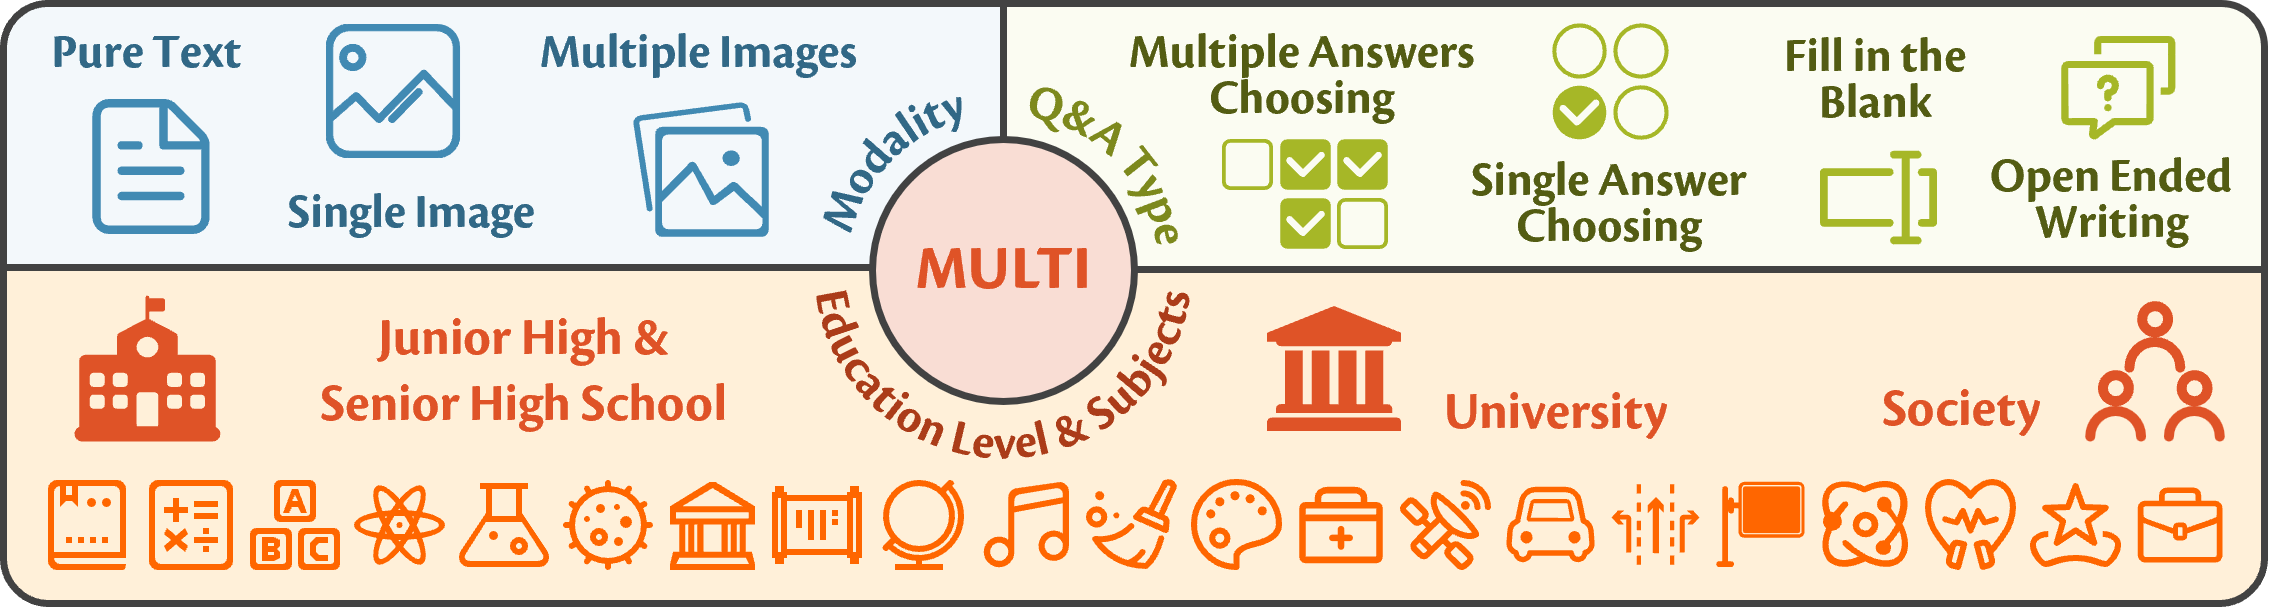 Pure Text
Single Image
Multiple Images
Modality
Q&A Type
Multiple Answers
Choosing
Single Answer
Choosing
Fill in the
Blank
?
Open Ended
Writing
MULTI
Education Level & Subjects
Junior High &
Senior High School
University
Society
A
B C